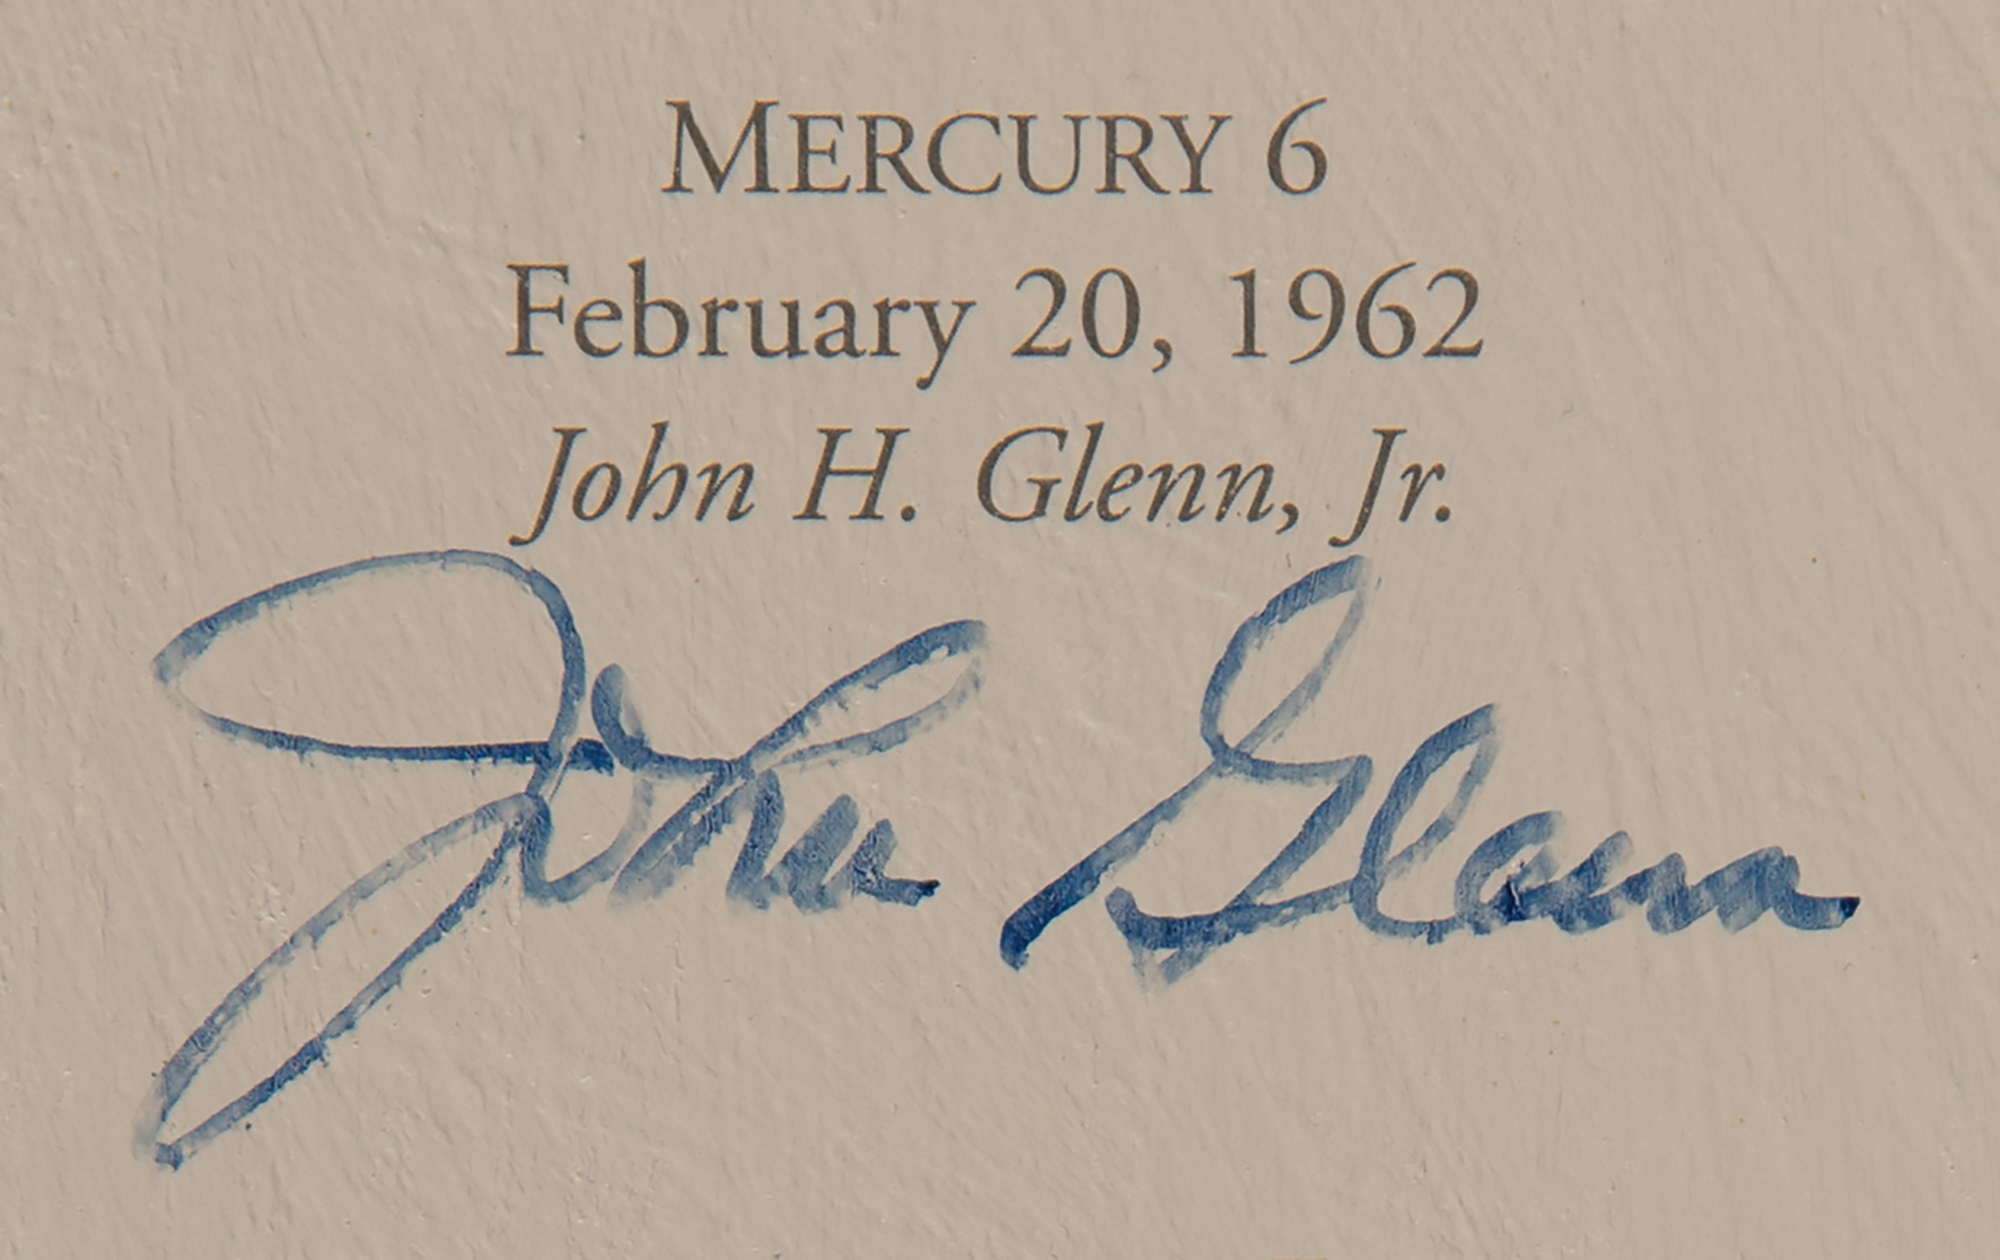 MERCURY 6
February 20, 1962
John H. Glenn, Jr.
John Glenn